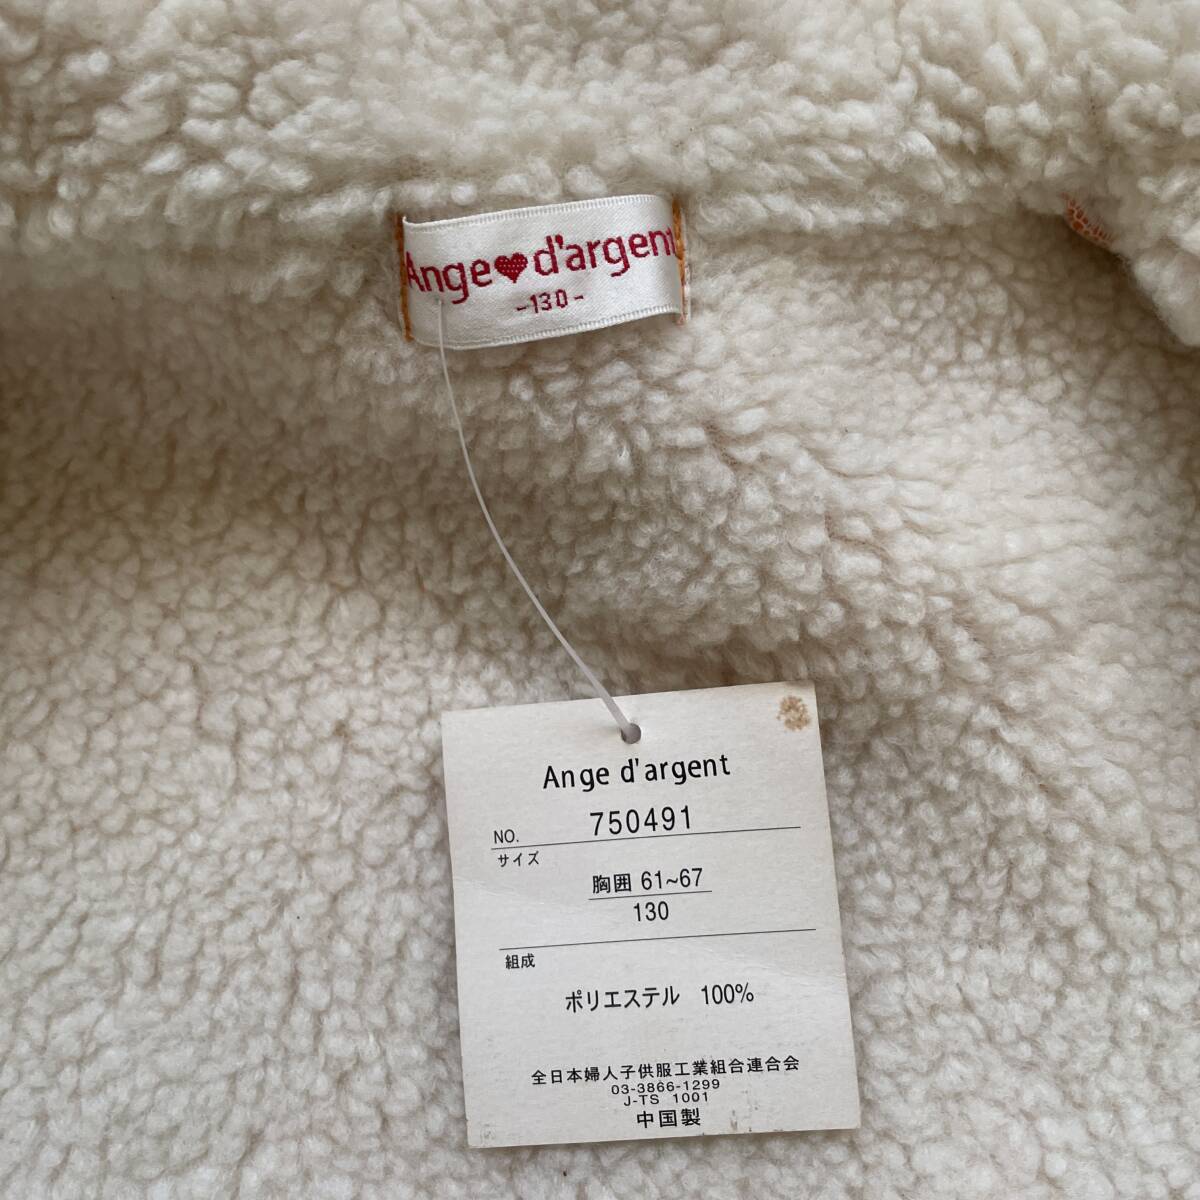 Ange♥d'argent
-130-
Ange d'argent
NO. 750491
サイズ
胸囲 61~67
130
組成
ポリエステル 100%
全日本婦人子供服工業組合連合会
03-3866-1299
J-TS 1001
中国製